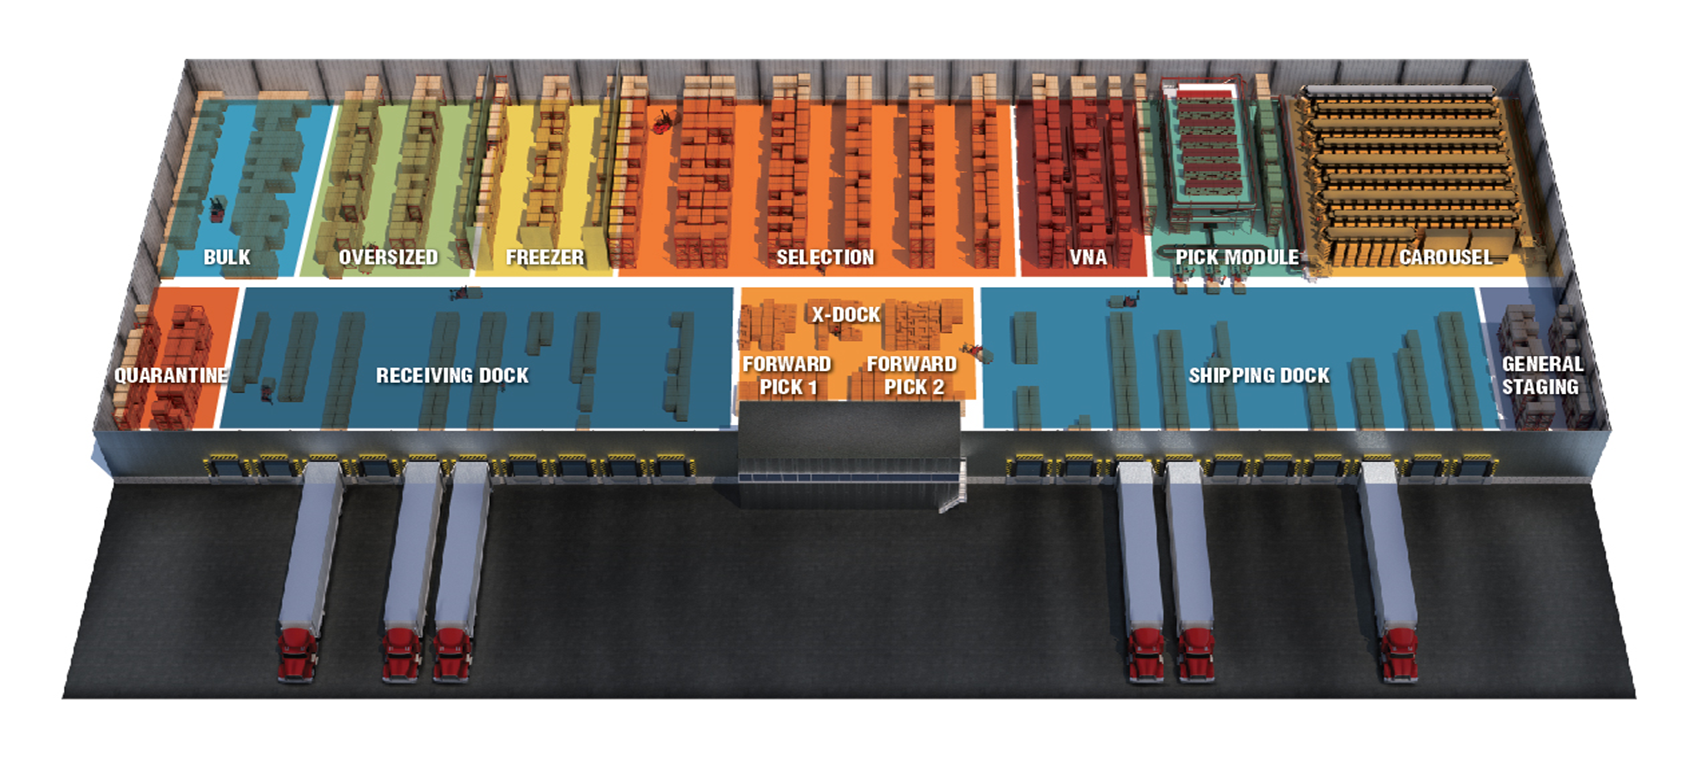 BULK
OVERSIZED
FREEZER
SELECTION
VNA
PICK MODULE
CAROUSEL
QUARANTINE
RECEIVING DOCK
X-DOCK
FORWARD
PICK 1
FORWARD
PICK 2
SHIPPING DOCK
GENERAL
STAGING